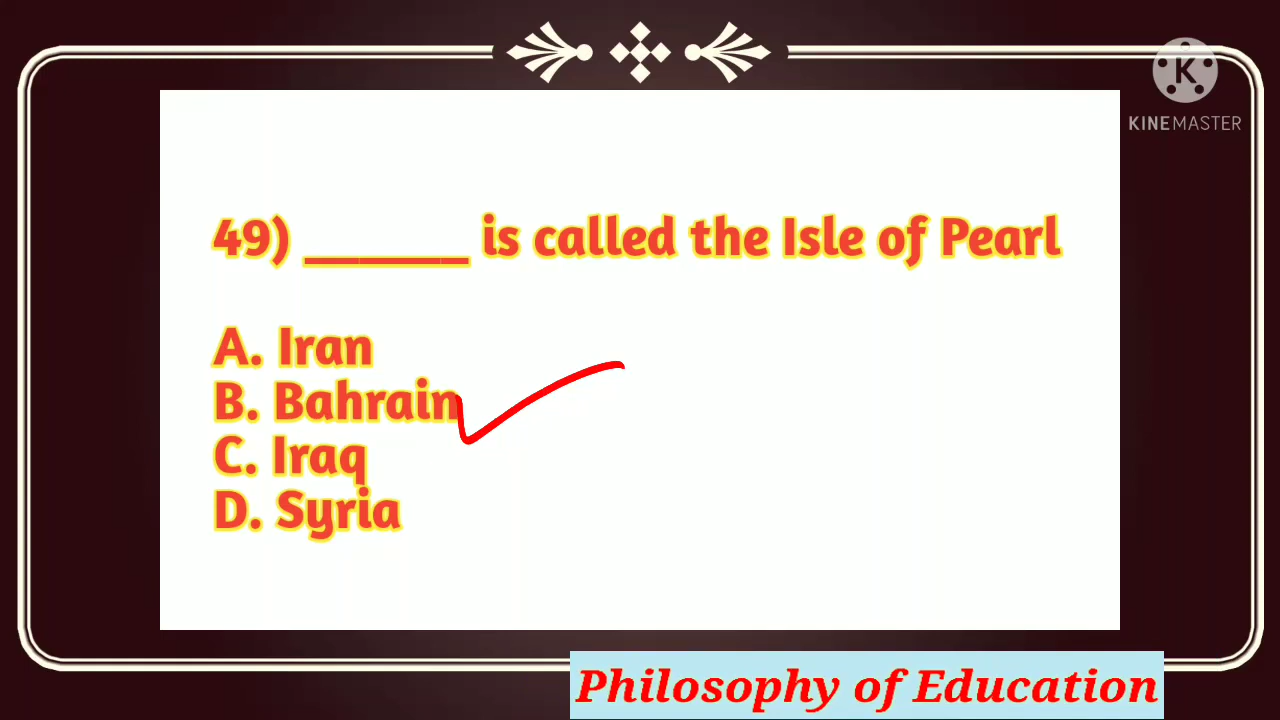 KINEMASTER
49) ______ is called the Isle of Pearl
A. Iran
B. Bahrain
C. Iraq
D. Syria
Philosophy of Education